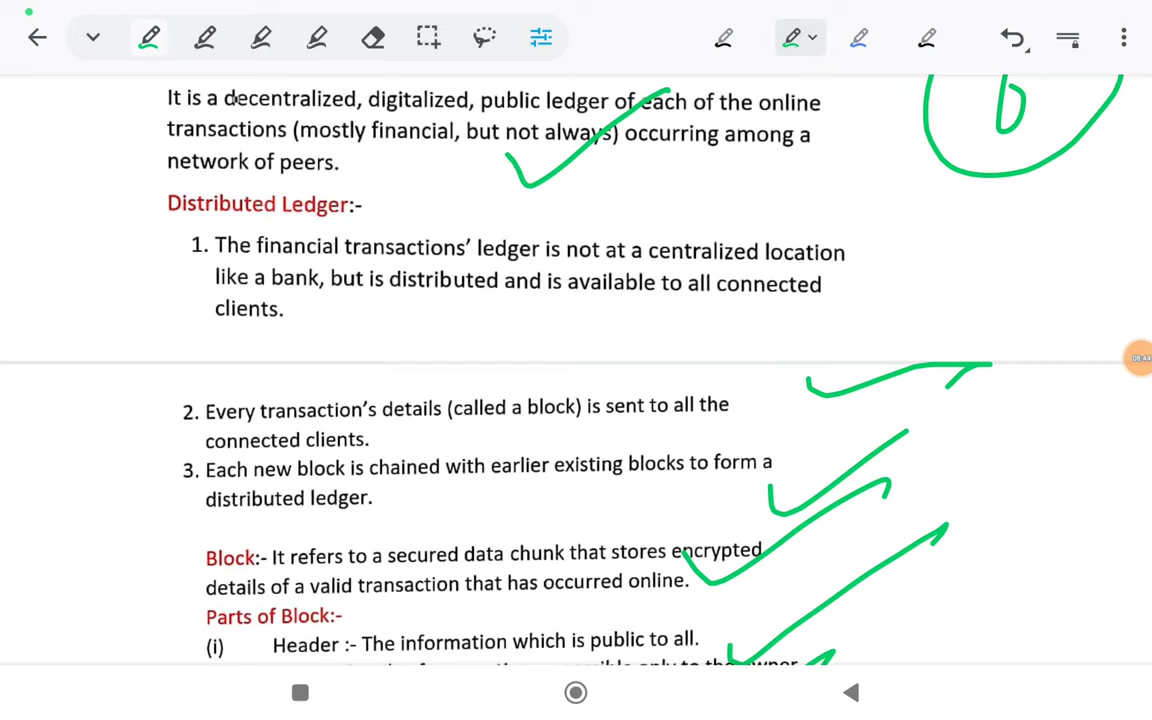 It is a decentralized, digitalized, public ledger of each of the online
transactions (mostly financial, but not always) occurring among a
network of peers.
Distributed Ledger:-
1. The financial transactions' ledger is not at a centralized location
like a bank, but is distributed and is available to all connected
clients.
08:44
2. Every transaction's details (called a block) is sent to all the
connected clients.
3. Each new block is chained with earlier existing blocks to form a
distributed ledger.
Block:- It refers to a secured data chunk that stores encrypted
details of a valid transaction that has occurred online.
Parts of Block:-
(i) Header :- The information which is public to all.